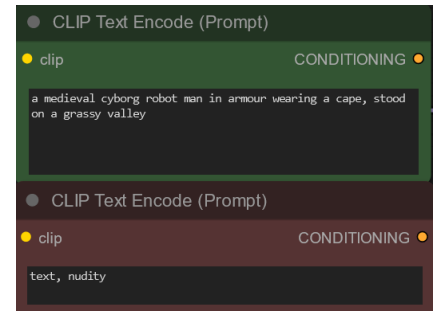 CLIP Text Encode (Prompt)
clip CONDITIONING
a medieval cyborg robot man in armour wearing a cape, stood
on a grassy valley
CLIP Text Encode (Prompt)
clip CONDITIONING
text, nudity